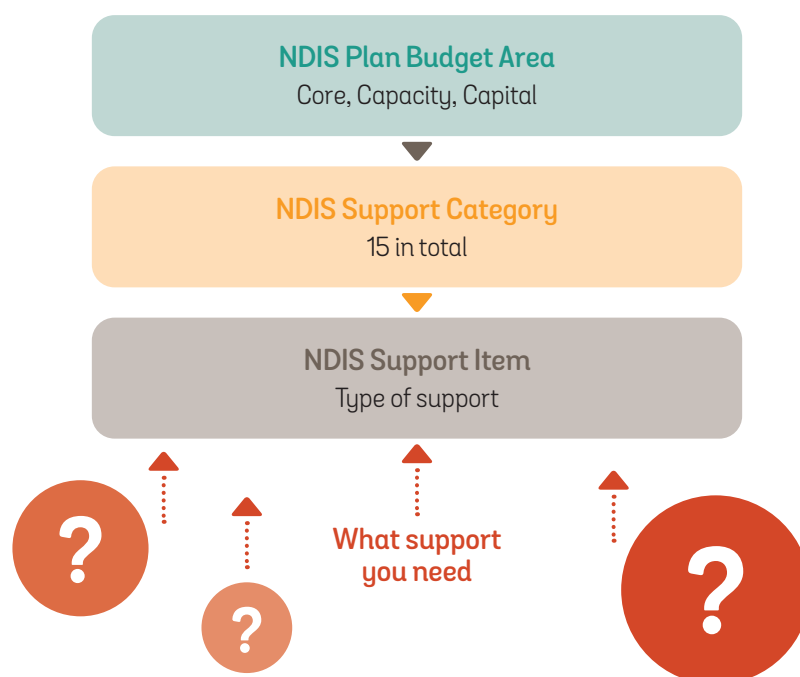 NDIS Plan Budget Area
Core, Capacity, Capital
NDIS Support Category
15 in total
NDIS Support Item
Type of support
What support
you need
?
?
?